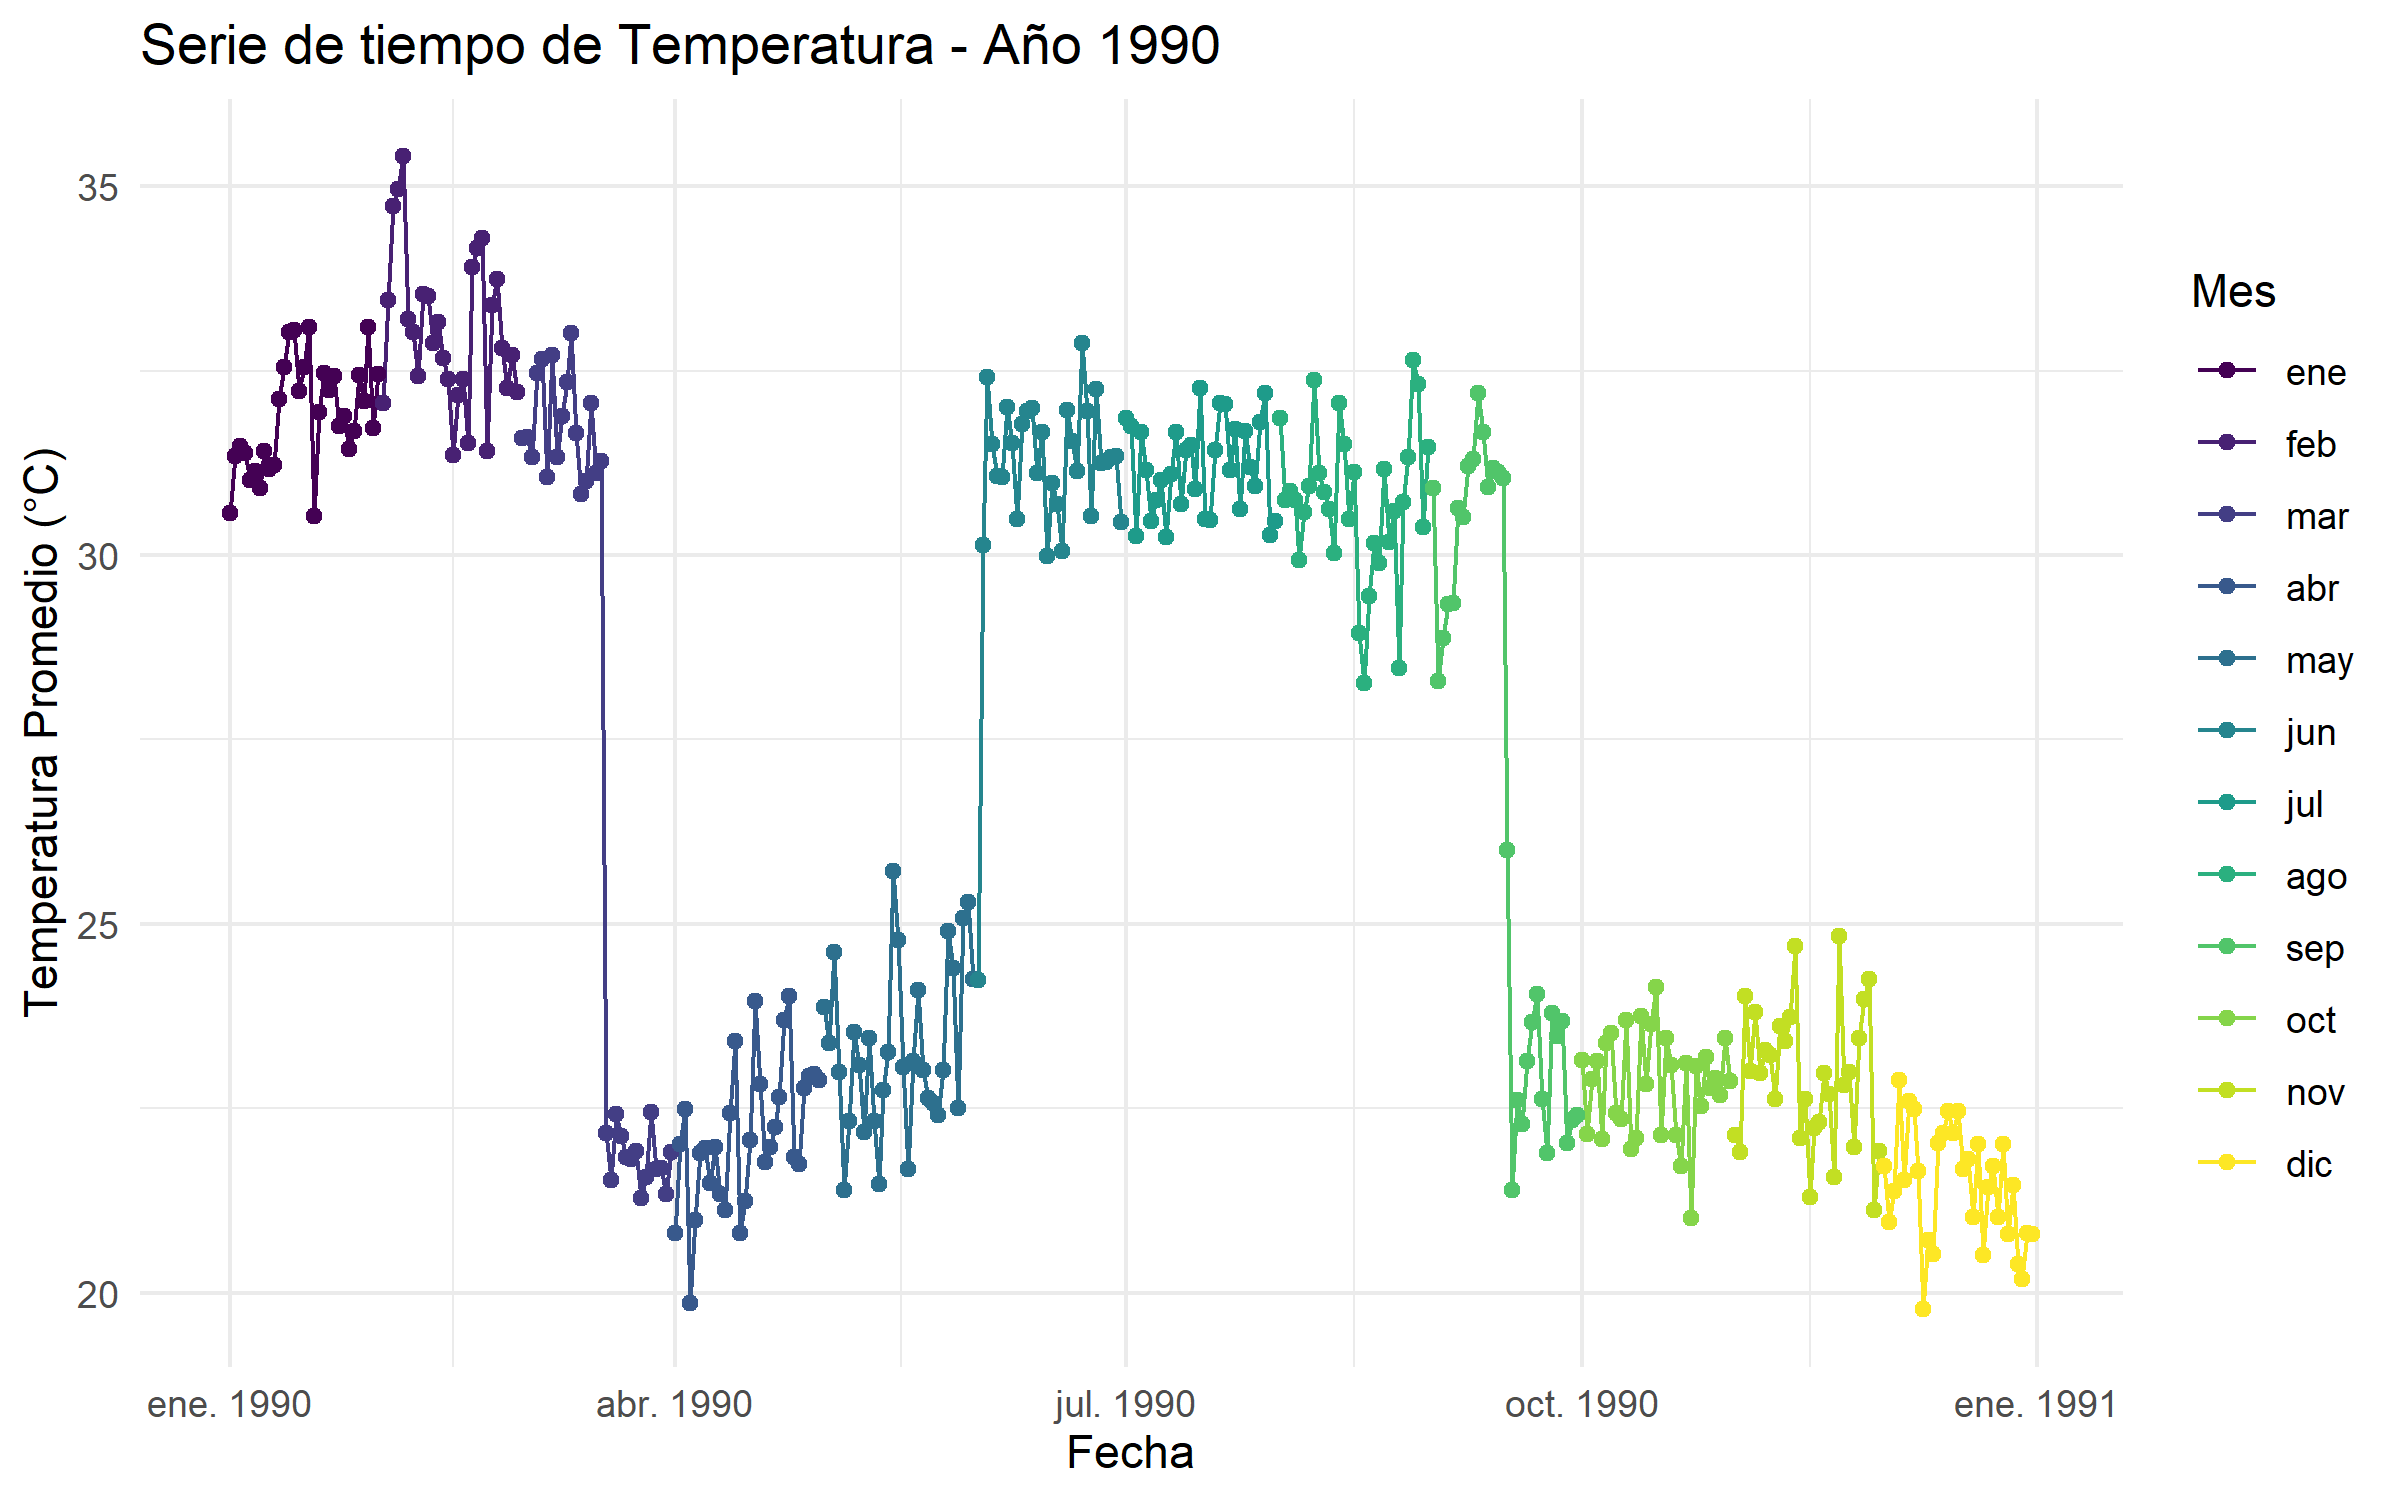 Serie de tiempo de Temperatura - Año 1990
Temperatura Promedio (°C)
35
30
25
20
ene. 1990
abr. 1990
jul. 1990
oct. 1990
ene. 1991
Fecha
Mes
ene
feb
mar
abr
may
jun
jul
ago
sep
oct
nov
dic